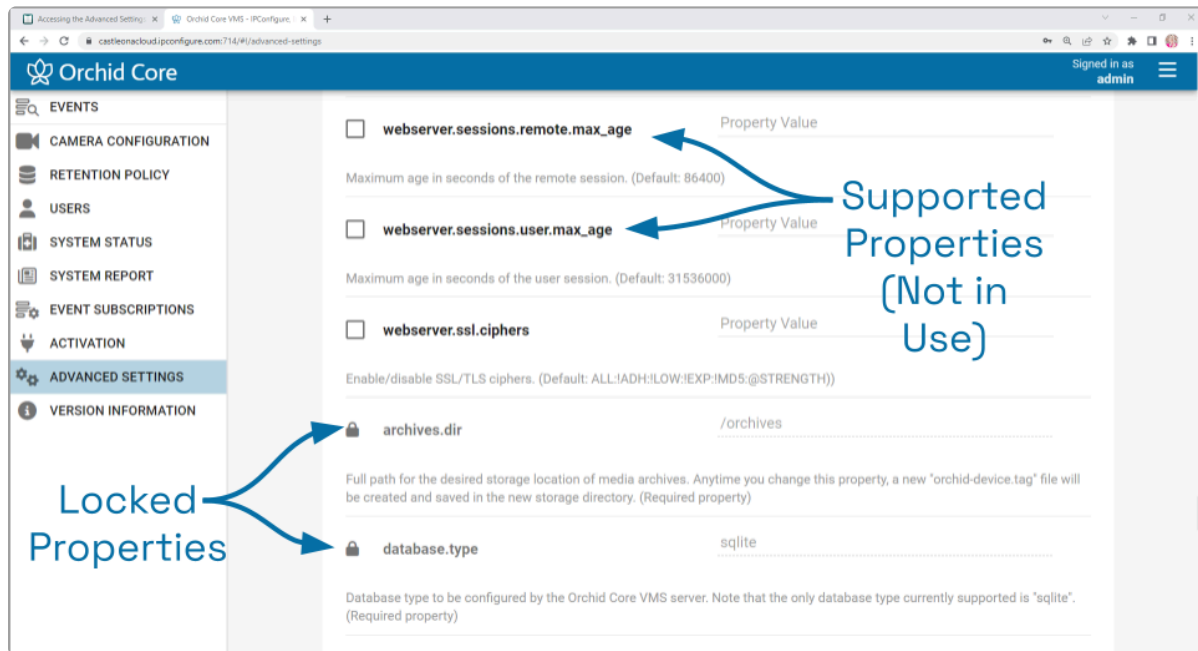 Accessing the Advanced Setting:
Orchid Core VMS - IPConfigure, I
castleonacloud.ipconfigure.com:714/#!/advanced-settings
Orchid Core
Signed in as
admin
EVENTS
CAMERA CONFIGURATION
RETENTION POLICY
USERS
SYSTEM STATUS
SYSTEM REPORT
EVENT SUBSCRIPTIONS
ACTIVATION
ADVANCED SETTINGS
VERSION INFORMATION
webserver.sessions.remote.max_age
Property Value
Maximum age in seconds of the remote session. (Default: 86400)
webserver.sessions.user.max_age
Property Value
Maximum age in seconds of the user session. (Default: 31536000)
webserver.ssl.ciphers
Property Value
Enable/disable SSL/TLS ciphers. (Default: ALL:!ADH:!LOW:!EXP:!MD5:@STRENGTH))
archives.dir
/orchives
Full path for the desired storage location of media archives. Anytime you change this property, a new "orchid-device.tag" file will
be created and saved in the new storage directory. (Required property)
database.type
sqlite
Database type to be configured by the Orchid Core VMS server. Note that the only database type currently supported is "sqlite".
(Required property)
Supported
Properties
(Not in
Use)
Locked
Properties